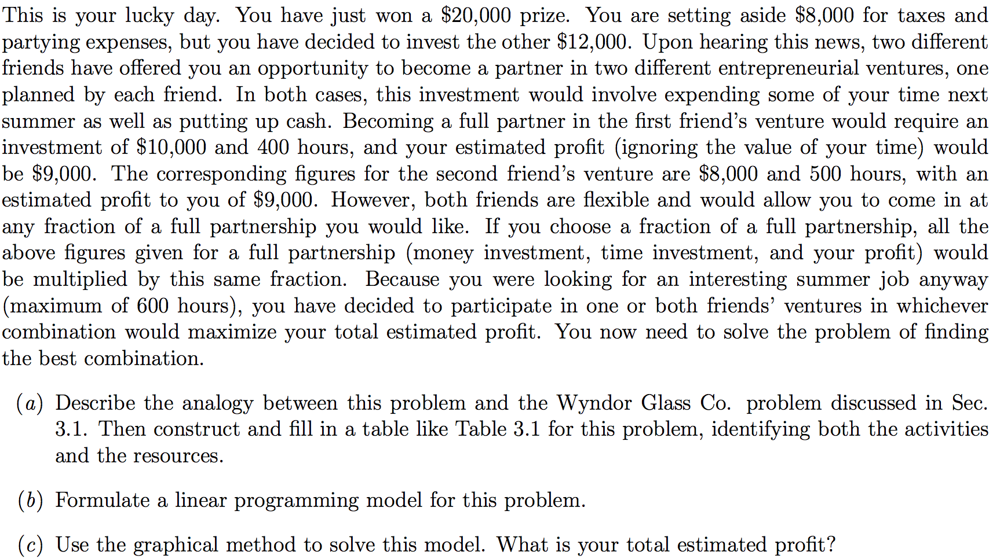 This is your lucky day. You have just won a $20,000 prize. You are setting aside $8,000 for taxes and
partying expenses, but you have decided to invest the other $12,000. Upon hearing this news, two different
friends have offered you an opportunity to become a partner in two different entrepreneurial ventures, one
planned by each friend. In both cases, this investment would involve expending some of your time next
summer as well as putting up cash. Becoming a full partner in the first friend's venture would require an
investment of $10,000 and 400 hours, and your estimated profit (ignoring the value of your time) would
be $9,000. The corresponding figures for the second friend's venture are $8,000 and 500 hours, with an
estimated profit to you of $9,000. However, both friends are flexible and would allow you to come in at
any fraction of a full partnership you would like. If you choose a fraction of a full partnership, all the
above figures given for a full partnership (money investment, time investment, and your profit) would
be multiplied by this same fraction. Because you were looking for an interesting summer job anyway
(maximum of 600 hours), you have decided to participate in one or both friends' ventures in whichever
combination would maximize your total estimated profit. You now need to solve the problem of finding
the best combination.
(a) Describe the analogy between this problem and the Wyndor Glass Co. problem discussed in Sec.
3.1. Then construct and fill in a table like Table 3.1 for this problem, identifying both the activities
and the resources.
(b) Formulate a linear programming model for this problem.
(c) Use the graphical method to solve this model. What is your total estimated profit?